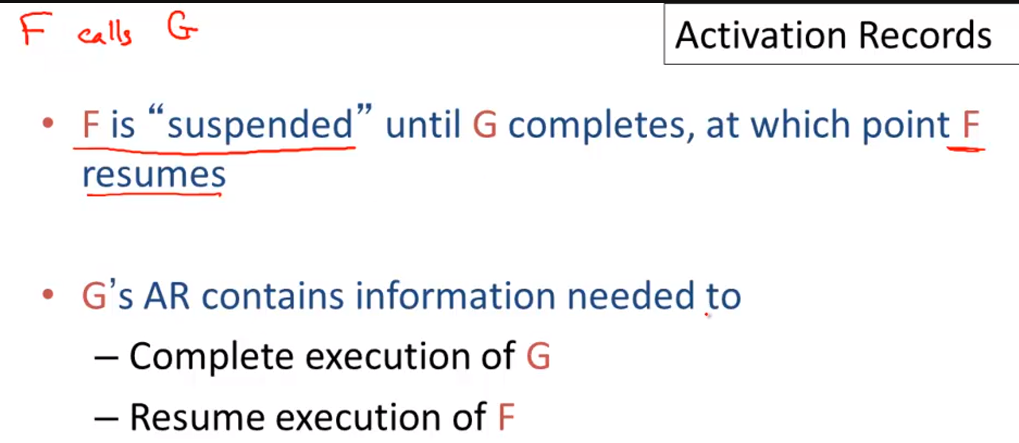 F calls G
Activation Records
• F is “suspended” until G completes, at which point F
resumes
• G’s AR contains information needed to
– Complete execution of G
– Resume execution of F